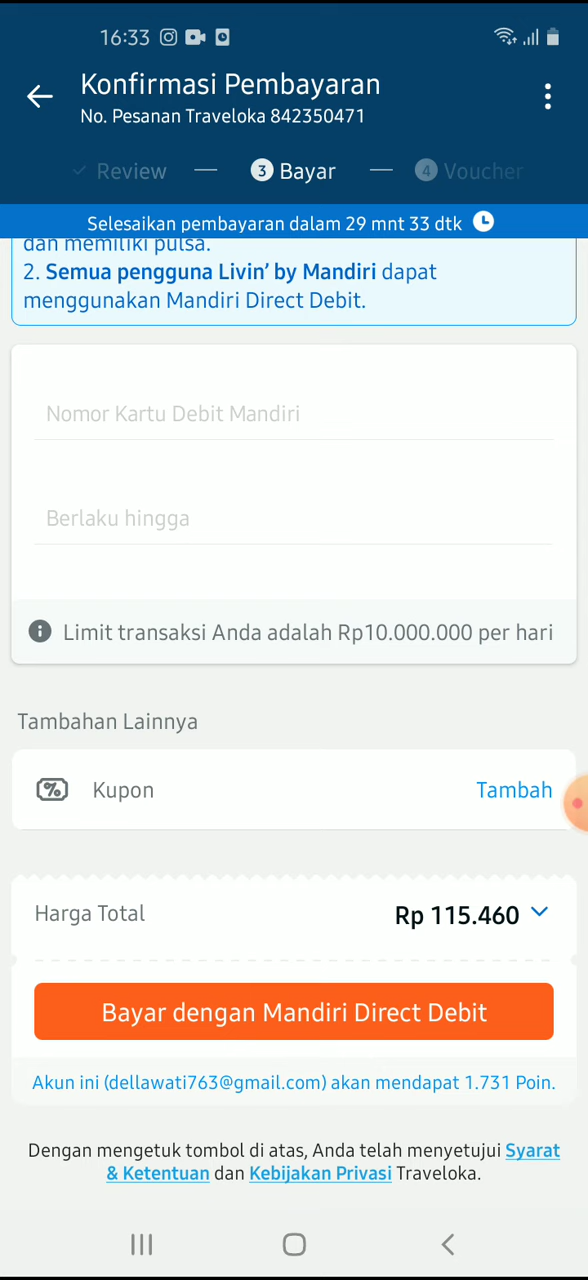 16:33
Konfirmasi Pembayaran
No. Pesanan Traveloka 842350471
Review
3 Bayar
4 Voucher
Selesaikan pembayaran dalam 29 mnt 33 dtk
dan memiliki pulsa.
2. Semua pengguna Livin’ by Mandiri dapat
menggunakan Mandiri Direct Debit.
Nomor Kartu Debit Mandiri
Berlaku hingga
Limit transaksi Anda adalah Rp10.000.000 per hari
Tambahan Lainnya
Kupon
Tambah
Harga Total
Rp 115.460
Bayar dengan Mandiri Direct Debit
Akun ini (dellawati763@gmail.com) akan mendapat 1.731 Poin.
Dengan mengetuk tombol di atas, Anda telah menyetujui Syarat
& Ketentuan dan Kebijakan Privasi Traveloka.